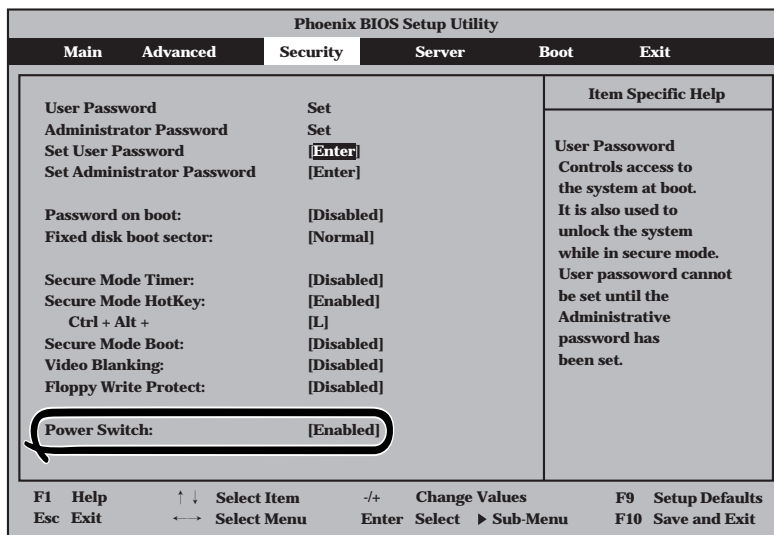 Phoenix BIOS Setup Utility
Main Advanced Security Server Boot Exit
User Password Set
Administrator Password Set
Set User Password [Enter]
Set Administrator Password [Enter]
Password on boot: [Disabled]
Fixed disk boot sector: [Normal]
Secure Mode Timer: [Disabled]
Secure Mode HotKey: [Enabled]
Ctrl + Alt + [L]
Secure Mode Boot: [Disabled]
Video Blanking: [Disabled]
Floppy Write Protect: [Disabled]
Power Switch: [Enabled]
Item Specific Help
User Passoword
Controls access to
the system at boot.
It is also used to
unlock the system
while in secure mode.
User passoword cannot
be set until the
Administrative
password has
been set.
F1 Help ↑ ↓ Select Item -/+ Change Values F9 Setup Defaults
Esc Exit ←→ Select Menu Enter Select ▶ Sub-Menu F10 Save and Exit